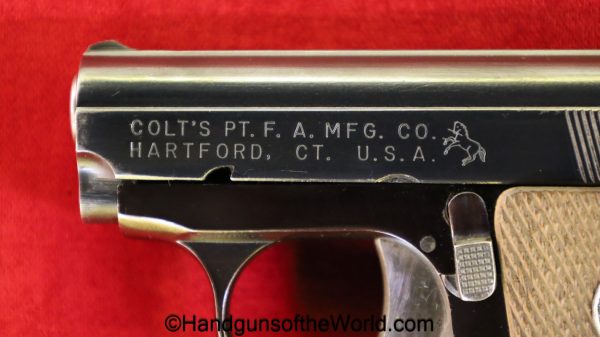 COLT'S PT. F. A. MFG. CO.
HARTFORD, CT. U.S.A.
©HandgunsoftheWorld.com